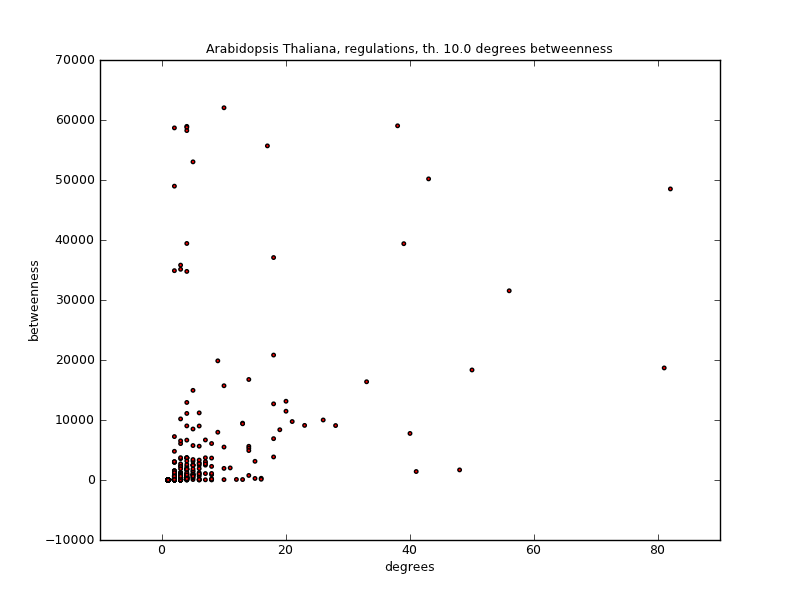 Arabidopsis Thaliana, regulations, th. 10.0 degrees betweenness
70000
60000
50000
40000
30000
20000
10000
0
−10000
betweenness
0 20 40 60 80
degrees